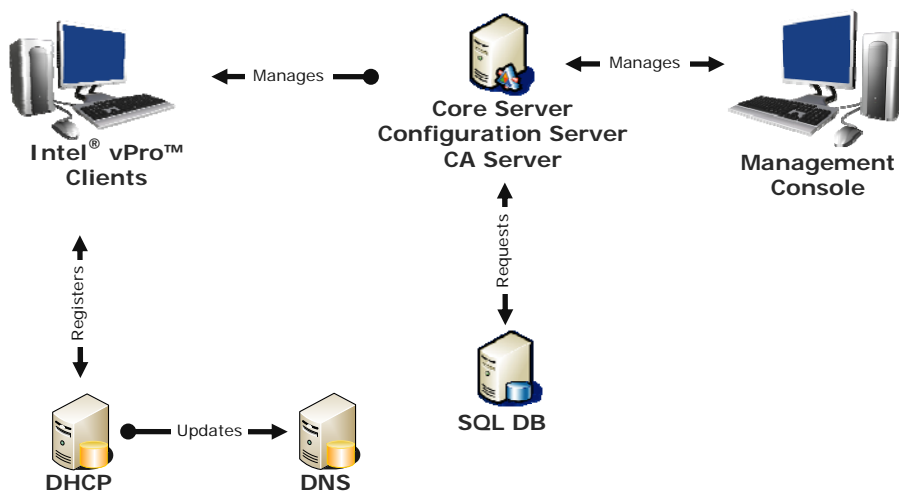 Manages
Manages
Core Server
Configuration Server
CA Server
Intel® vPro™
Clients
Management
Console
Registers
Requests
SQL DB
Updates
DHCP
DNS